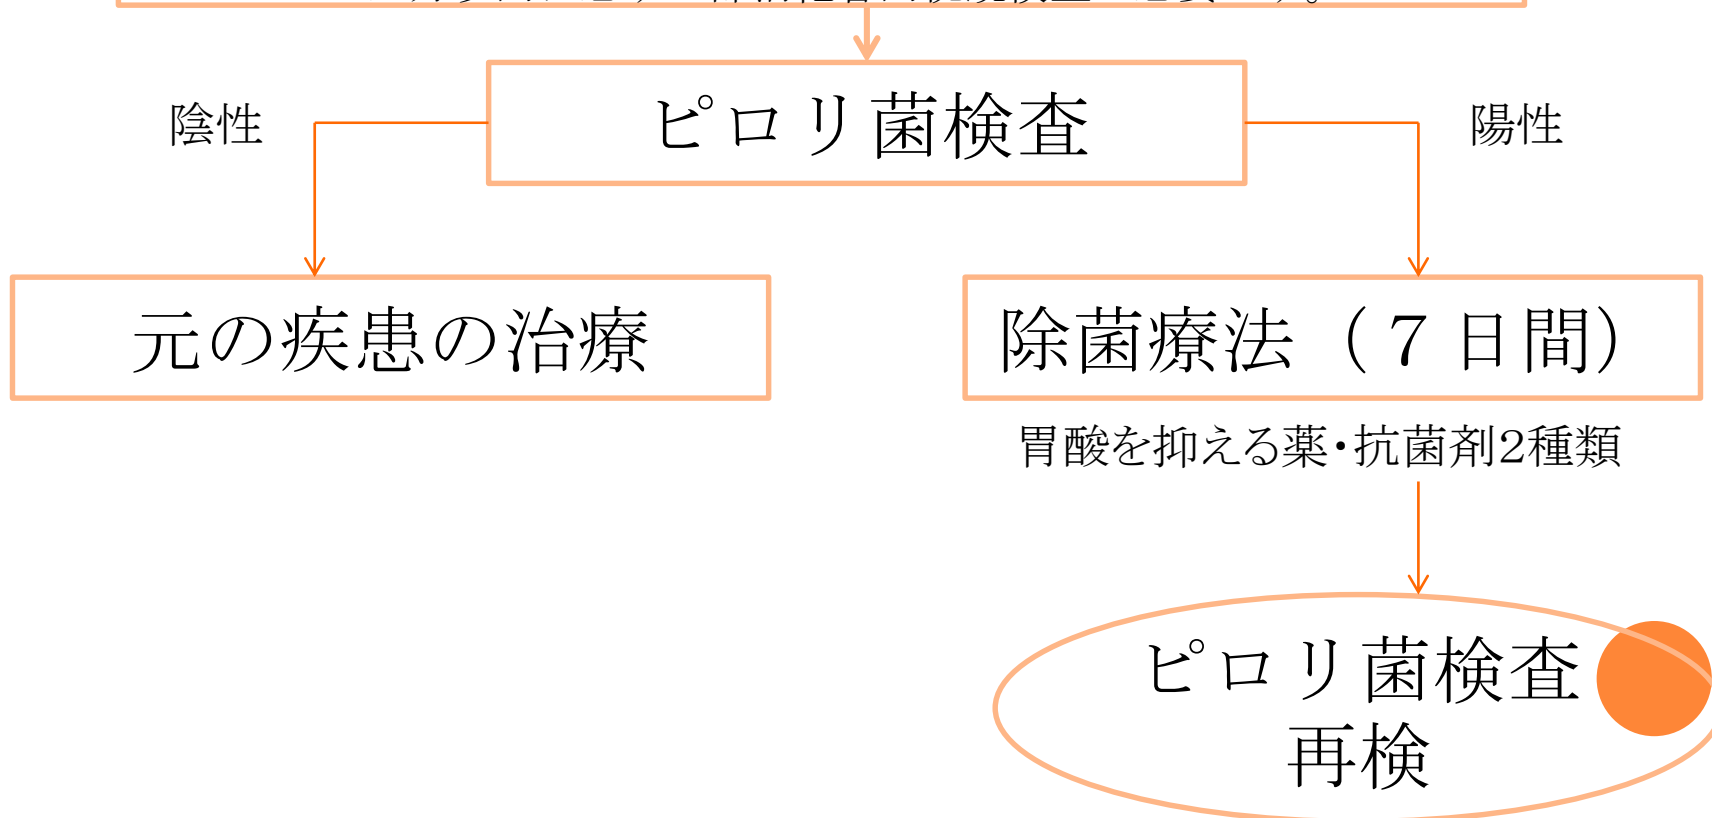 ピロリ菌検査
陰性
陽性
元の疾患の治療
除菌療法（７日間）
胃酸を抑える薬・抗菌剤2種類
ピロリ菌検査
再検